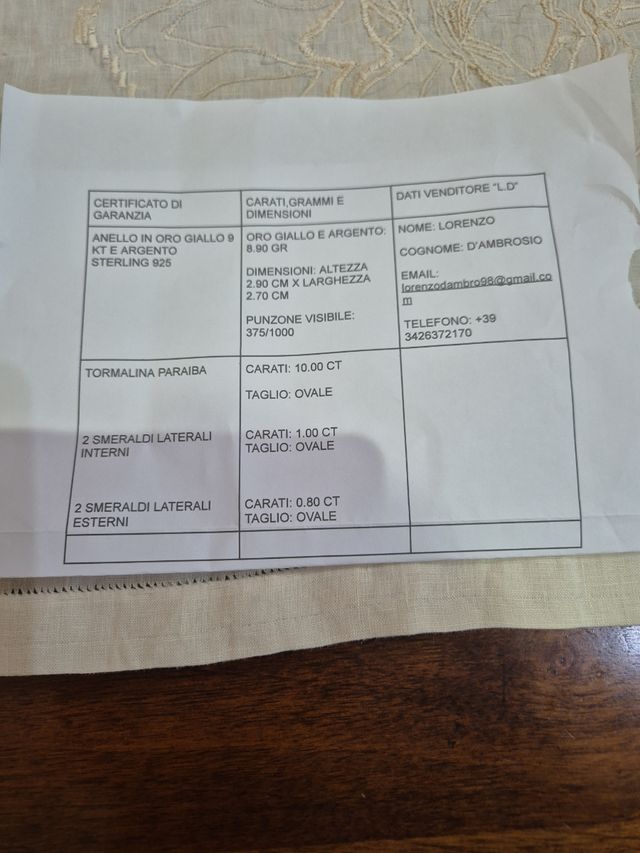 CERTIFICATO DI
GARANZIA
CARATI,GRAMMI E
DIMENSIONI
DATI VENDITORE "L.D"
ANELLO IN ORO GIALLO 9
KT E ARGENTO
STERLING 925
ORO GIALLO E ARGENTO:
8.90 GR
DIMENSIONI: ALTEZZA
2.90 CM X LARGHEZZA
2.70 CM
PUNZONE VISIBILE:
375/1000
NOME: LORENZO
COGNOME: D'AMBROSIO
EMAIL:
lorenzodambro98@gmail.co
m
TELEFONO: +39
3426372170
TORMALINA PARAIBA
CARATI: 10.00 CT
TAGLIO: OVALE
2 SMERALDI LATERALI
INTERNI
CARATI: 1.00 CT
TAGLIO: OVALE
2 SMERALDI LATERALI
ESTERNI
CARATI: 0.80 CT
TAGLIO: OVALE